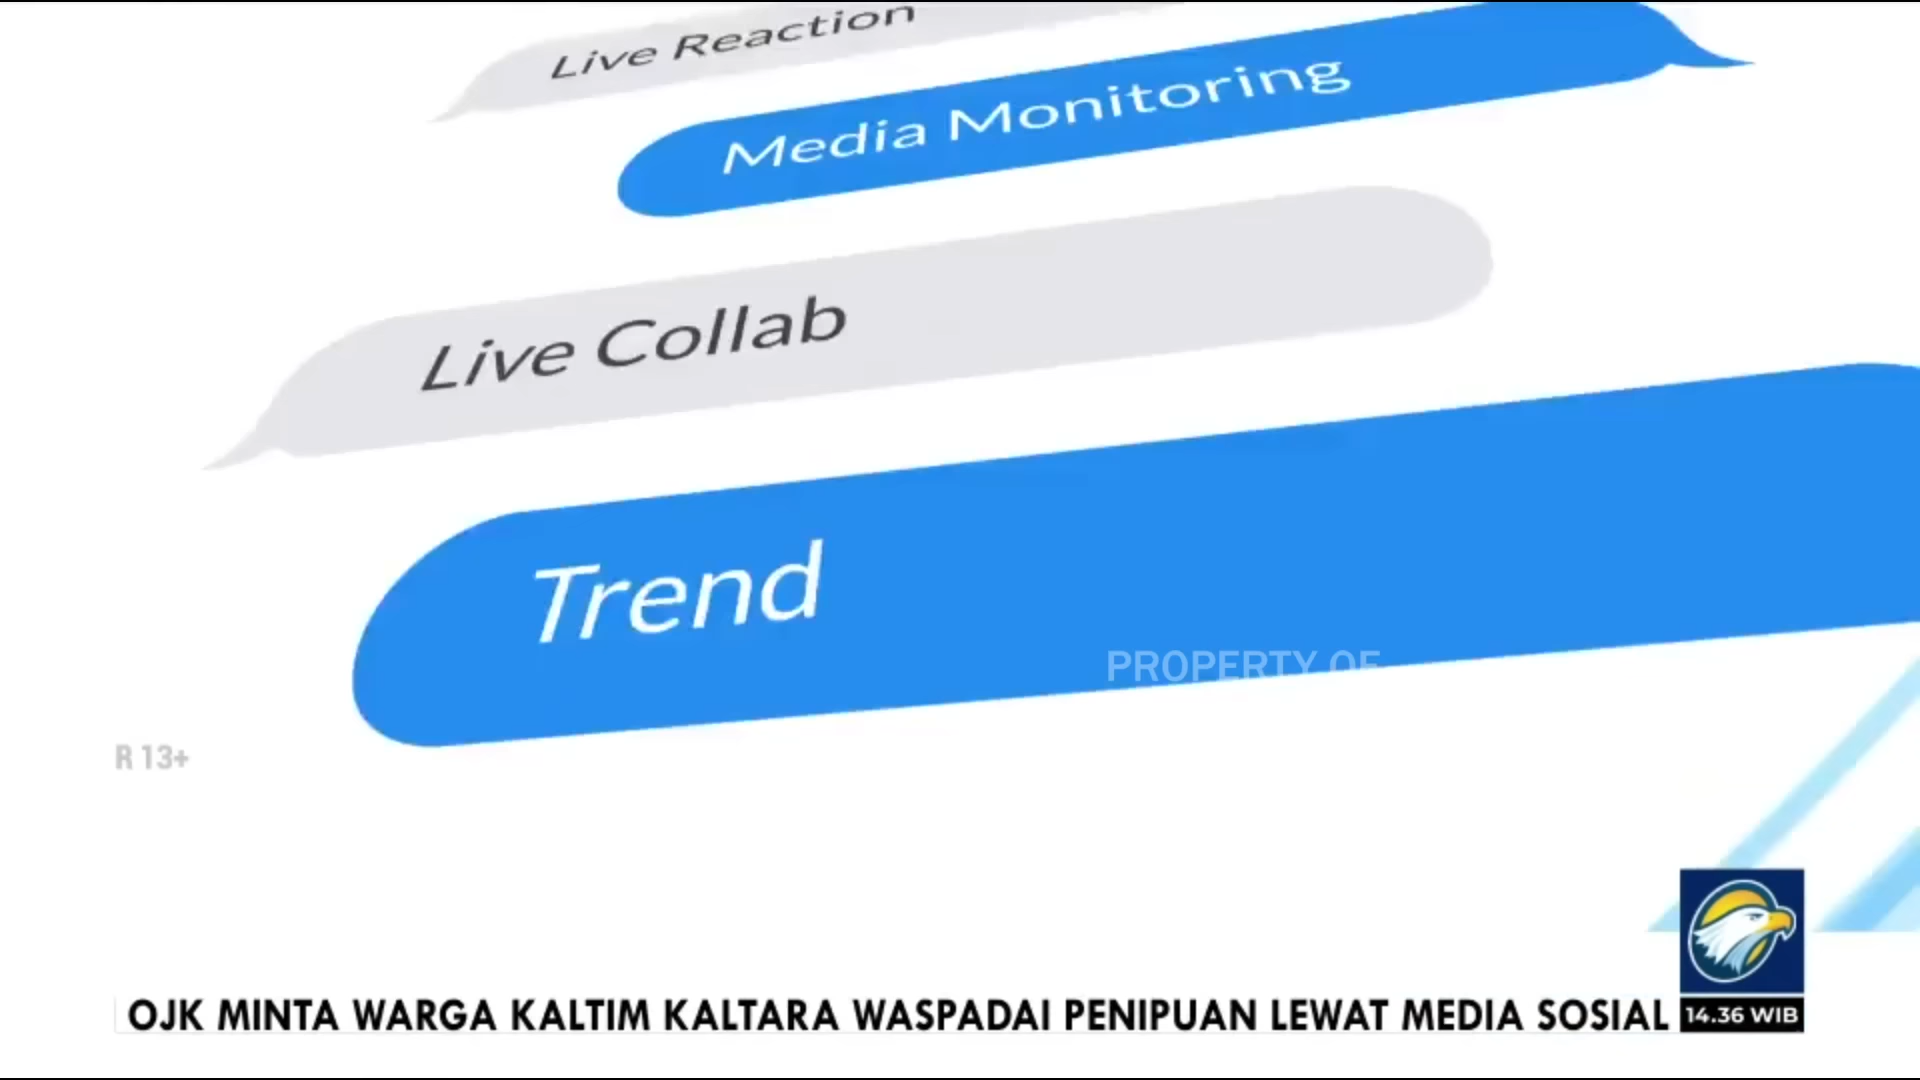 Live Reaction
Media Monitoring
Live Collab
Trend
PROPERTY OF
R 13+
OJK MINTA WARGA KALTIM KALTARA WASPADAI PENIPUAN LEWAT MEDIA SOSIAL
14.36 WIB